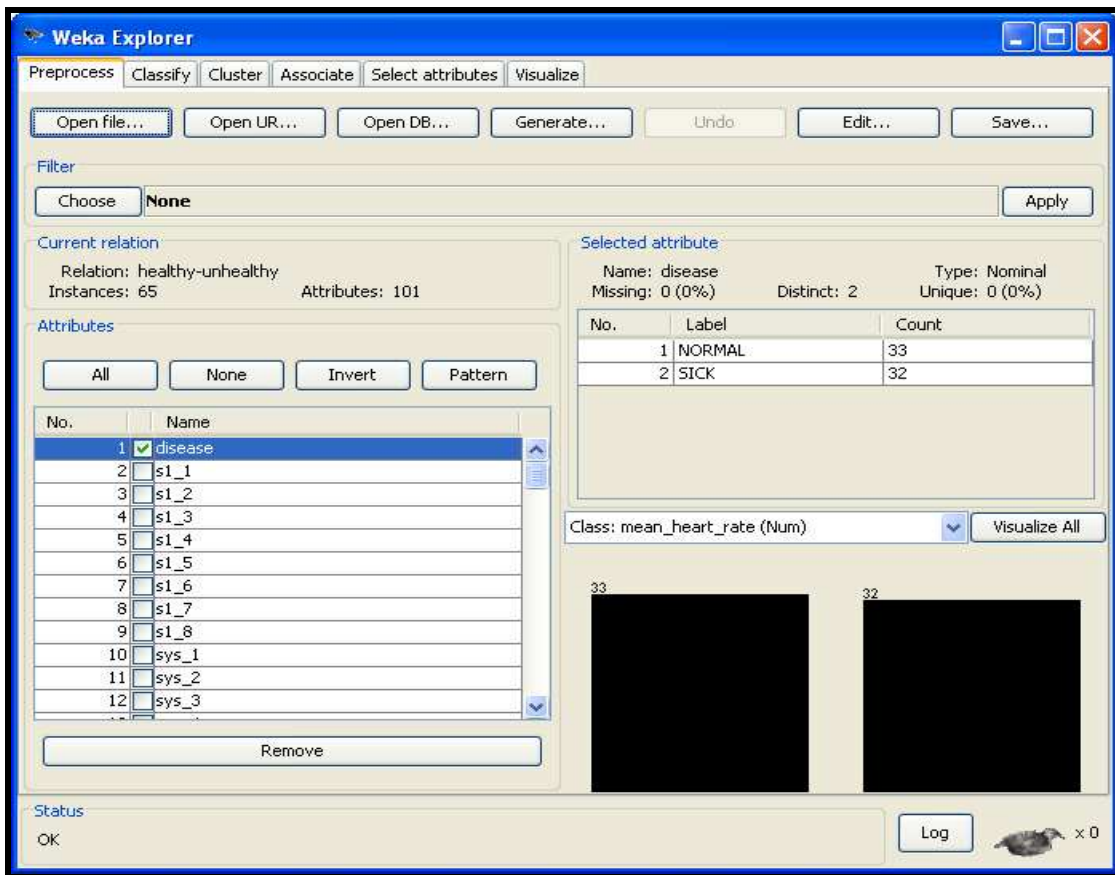 Weka Explorer
Preprocess Classify Cluster Associate Select attributes Visualize
Open file... Open UR... Open DB... Generate... Undo Edit... Save...
Filter
Choose None Apply
Current relation
Relation: healthy-unhealthy
Instances: 65 Attributes: 101
Attributes
All None Invert Pattern
No. Name
1 disease
2 s1_1
3 s1_2
4 s1_3
5 s1_4
6 s1_5
7 s1_6
8 s1_7
9 s1_8
10 sys_1
11 sys_2
12 sys_3
Remove
Selected attribute
Name: disease Type: Nominal
Missing: 0 (0%) Distinct: 2 Unique: 0 (0%)
No. Label Count
1 NORMAL 33
2 SICK 32
Class: mean_heart_rate (Num) Visualize All
33 32
Status
OK
Log x 0